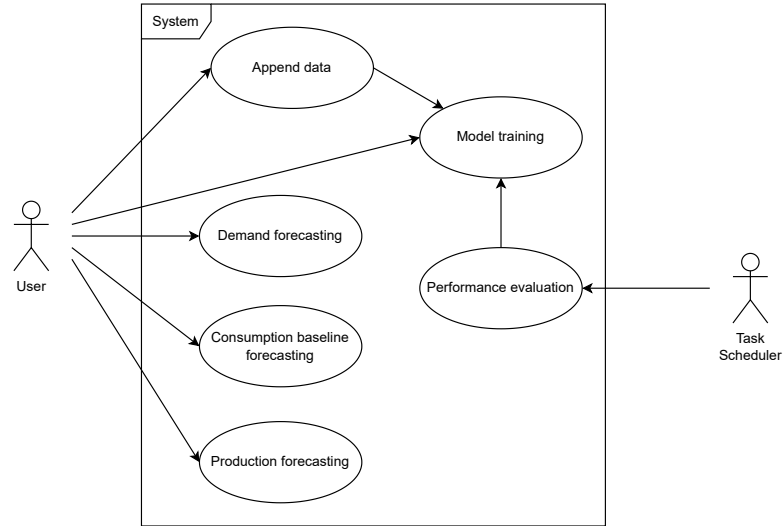 System
Append data
Model training
Demand forecasting
User
Performance evaluation
Consumption baseline
forecasting
Task
Scheduler
Production forecasting